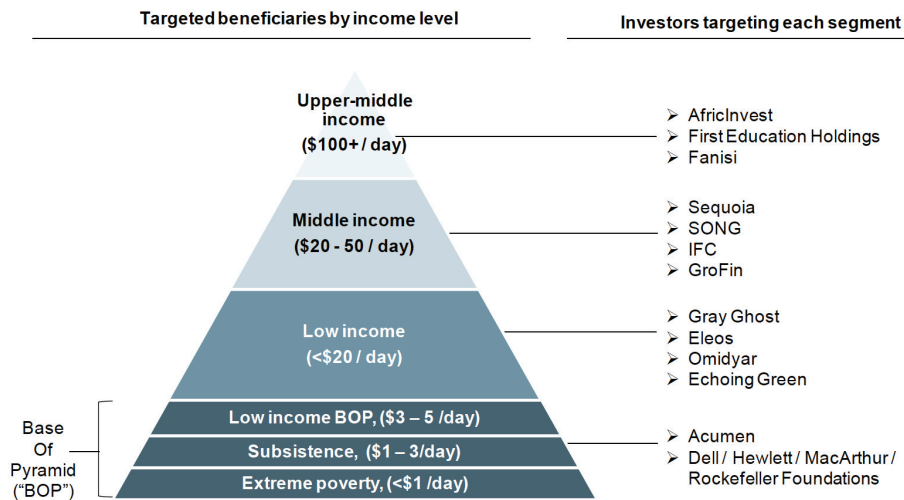 Targeted beneficiaries by income level
Investors targeting each segment
Upper-middle
income
($100+ / day)
➢ AfricInvest
➢ First Education Holdings
➢ Fanisi
Middle income
($20 - 50 / day)
➢ Sequoia
➢ SONG
➢ IFC
➢ GroFin
Low income
(<$20 / day)
➢ Gray Ghost
➢ Eleos
➢ Omidyar
➢ Echoing Green
Base
Of
Pyramid
("BOP")
Low income BOP, ($3 – 5 /day)
Subsistence, ($1 – 3/day)
Extreme poverty, (<$1 /day)
➢ Acumen
➢ Dell / Hewlett / MacArthur /
Rockefeller Foundations